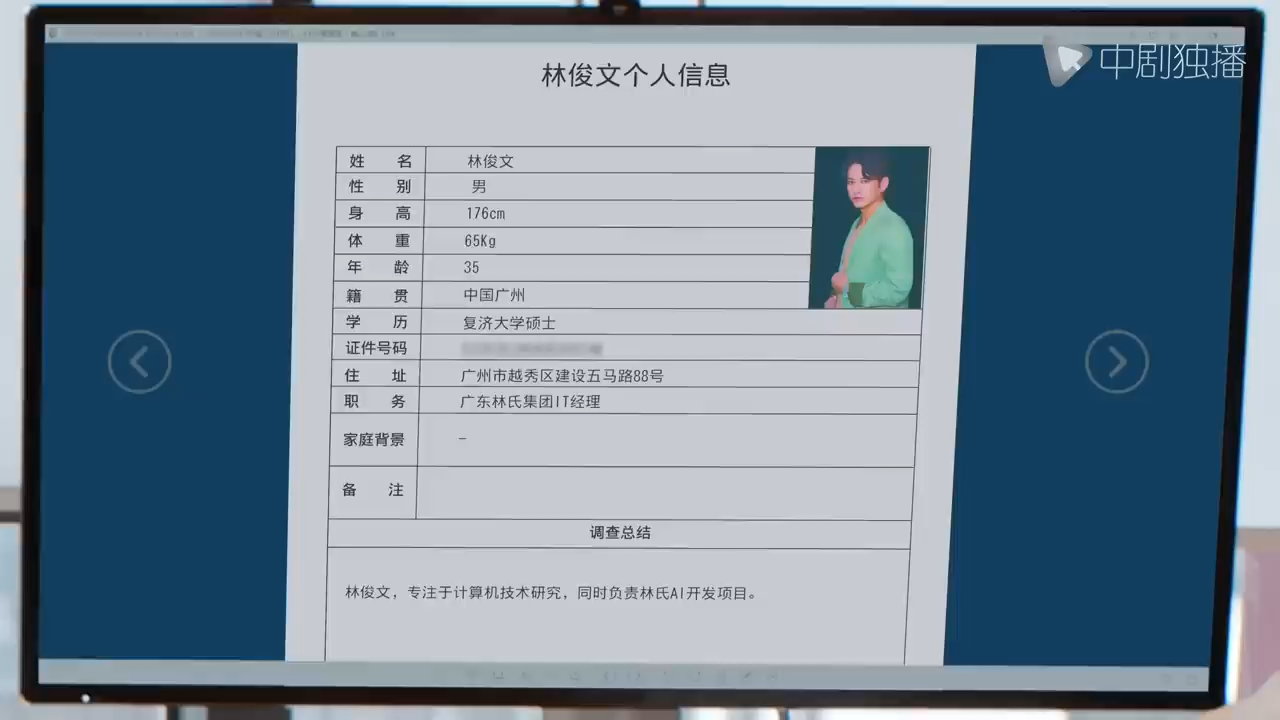 中剧独播
林俊文个人信息
姓 名 林俊文
性 别 男
身 高 176cm
体 重 65Kg
年 龄 35
籍 贯 中国广州
学 历 复济大学硕士
证件号码
住 址 广州市越秀区建设五马路88号
职 务 广东林氏集团IT经理
家庭背景 -
备 注
调查总结
林俊文，专注于计算机技术研究，同时负责林氏AI开发项目。